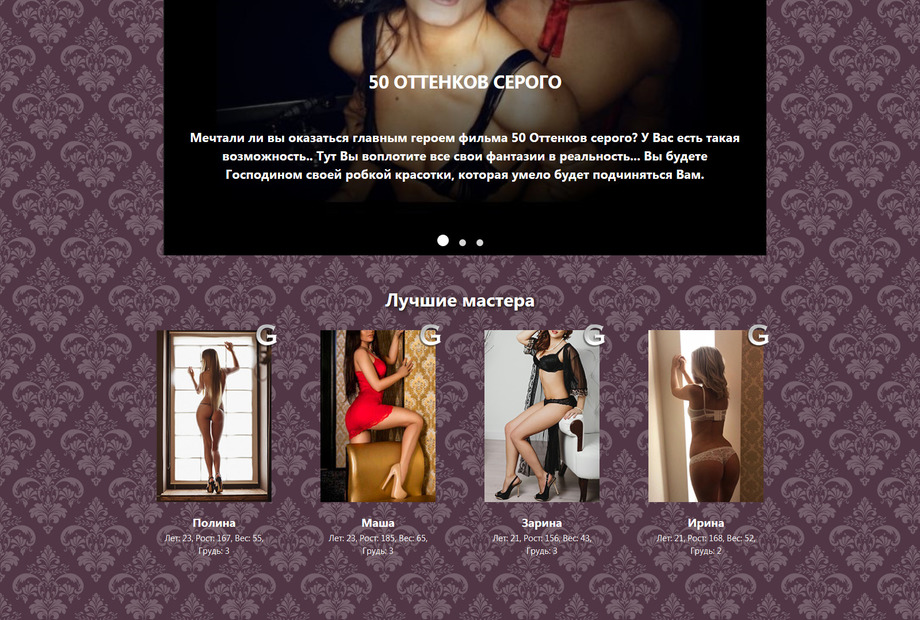 50 ОТТЕНКОВ СЕРОГО
Мечтали ли вы оказаться главным героем фильма 50 Оттенков серого? У Вас есть такая
возможность.. Тут Вы воплотите все свои фантазии в реальность... Вы будете
Господином своей робкой красотки, которая умело будет подчиняться Вам.
Лучшие мастера
G G G G
Полина Маша Зарина Ирина
Лет: 23, Рост: 167, Вес: 55, Лет: 23, Рост: 185, Вес: 65, Лет: 21, Рост: 156, Вес: 43, Лет: 21, Рост: 168, Вес: 52,
Грудь: 3 Грудь: 3 Грудь: 3 Грудь: 2